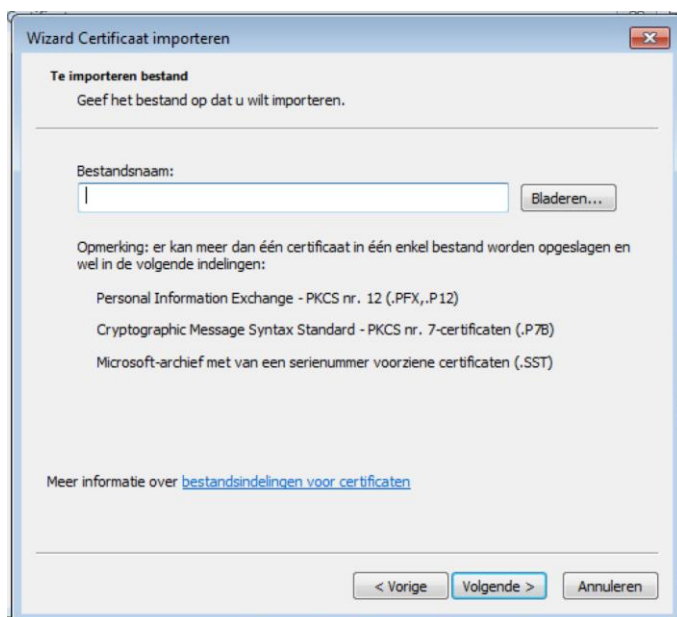 Wizard Certificaat importeren
Te importeren bestand
Geef het bestand op dat u wilt importeren.
Bestandsnaam:
Bladeren...
Opmerking: er kan meer dan één certificaat in één enkel bestand worden opgeslagen en
wel in de volgende indelingen:
Personal Information Exchange - PKCS nr. 12 (.PFX,.P12)
Cryptographic Message Syntax Standard - PKCS nr. 7-certificaten (.P7B)
Microsoft-archief met van een serienummer voorziene certificaten (.SST)
Meer informatie over bestandsindelingen voor certificaten
< Vorige Volgende > Annuleren